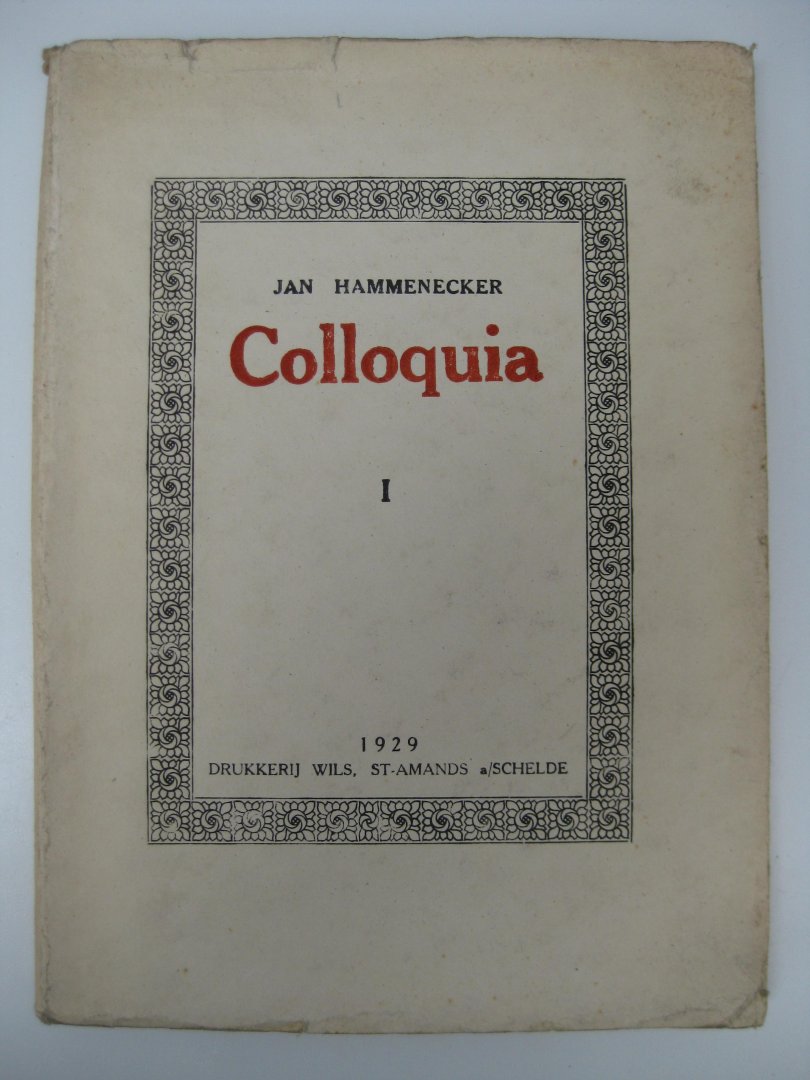 JAN HAMMENECKER
Colloquia
I
1929
DRUKKERIJ WILS, ST-AMANDS a/SCHELDE